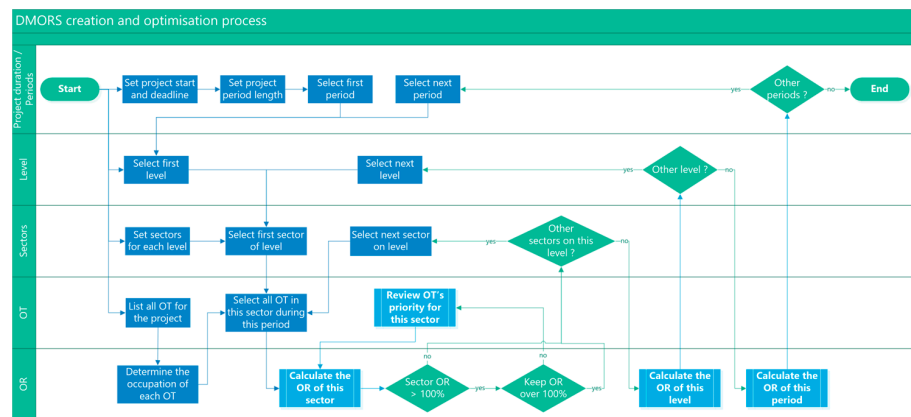 DMORS creation and optimisation process
Project duration /
Periods
Start
Set project start
and deadline
Set project
period length
Select first
period
Select next
period
yes
Other
periods ?
no
End
Level
Select first
level
Select next
level
yes
Other level ?
no
Sectors
Set sectors
for each level
Select first sector
of level
Select next sector
on level
yes
Other
sectors on this
level ?
no
OT
List all OT for
the project
Select all OT in
this sector during
this period
Review OT's
priority for
this sector
OR
Determine the
occupation of
each OT
Calculate the
OR of this
sector
no
Sector OR
> 100%
yes
no
Keep OR
over 100%
yes
Calculate the
OR of this
level
Calculate the
OR of this
period